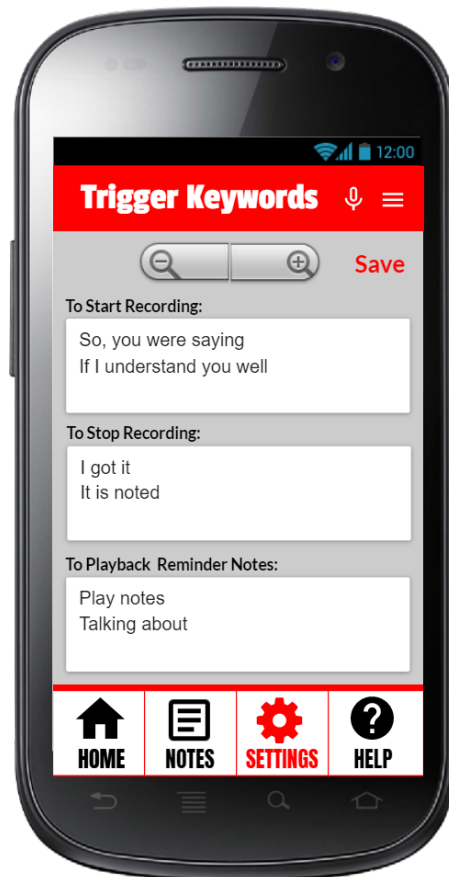 12:00
Trigger Keywords
Save
To Start Recording:
So, you were saying
If I understand you well
To Stop Recording:
I got it
It is noted
To Playback Reminder Notes:
Play notes
Talking about
HOME NOTES SETTINGS HELP